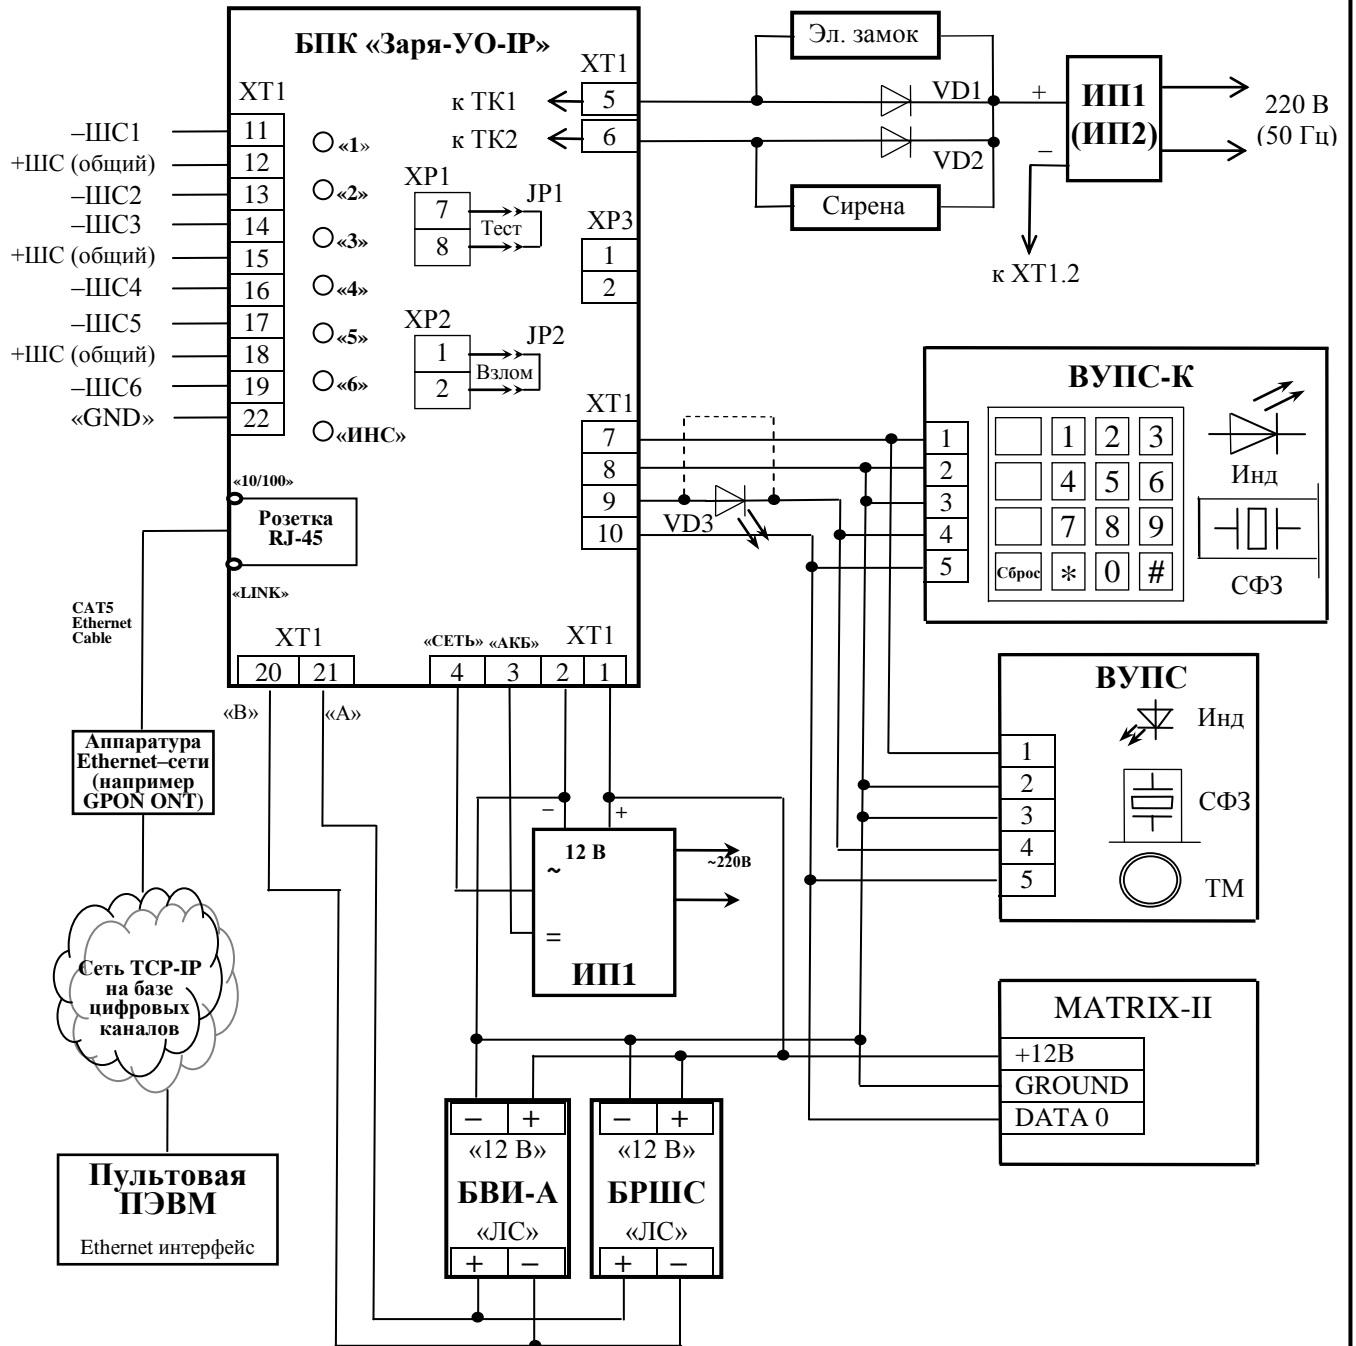 БПК «Заря-УО-IP»
XT1
11
12
13
14
15
16
17
18
19
22
–ШС1
+ШС (общий)
–ШС2
–ШС3
+ШС (общий)
–ШС4
–ШС5
+ШС (общий)
–ШС6
«GND»
«1»
«2»
«3»
«4»
«5»
«6»
«ИНС»
к ТК1
к ТК2
XT1
5
6
XP1
7
8
JP1
Тест
XP3
1
2
XP2
1
2
JP2
Взлом
XT1
7
8
9
10
Эл. замок
VD1
VD2
Сирена
+
–
ИП1
(ИП2)
220 В
(50 Гц)
к XT1.2
VD3
ВУПС-К
1
2
3
4
5
1 2 3
4 5 6
7 8 9
Сброс * 0 #
Инд
СФЗ
«10/100»
Розетка
RJ-45
«LINK»
CAT5
Ethernet
Cable
XT1
20 21
«B» «A»
«СЕТЬ» «АКБ» XT1
4 3 2 1
ВУПС
1
2
3
4
5
Инд
СФЗ
ТМ
Аппаратура
Ethernet–сети
(например
GPON ONT)
– +
12 В
~
=
ИП1
~220В
Сеть TCP-IP
на базе
цифровых
каналов
MATRIX-II
+12В
GROUND
DATA 0
Пультовая
ПЭВМ
Ethernet интерфейс
– +
«12 В»
БВИ-А
«ЛС»
+ –
– +
«12 В»
БРШС
«ЛС»
+ –